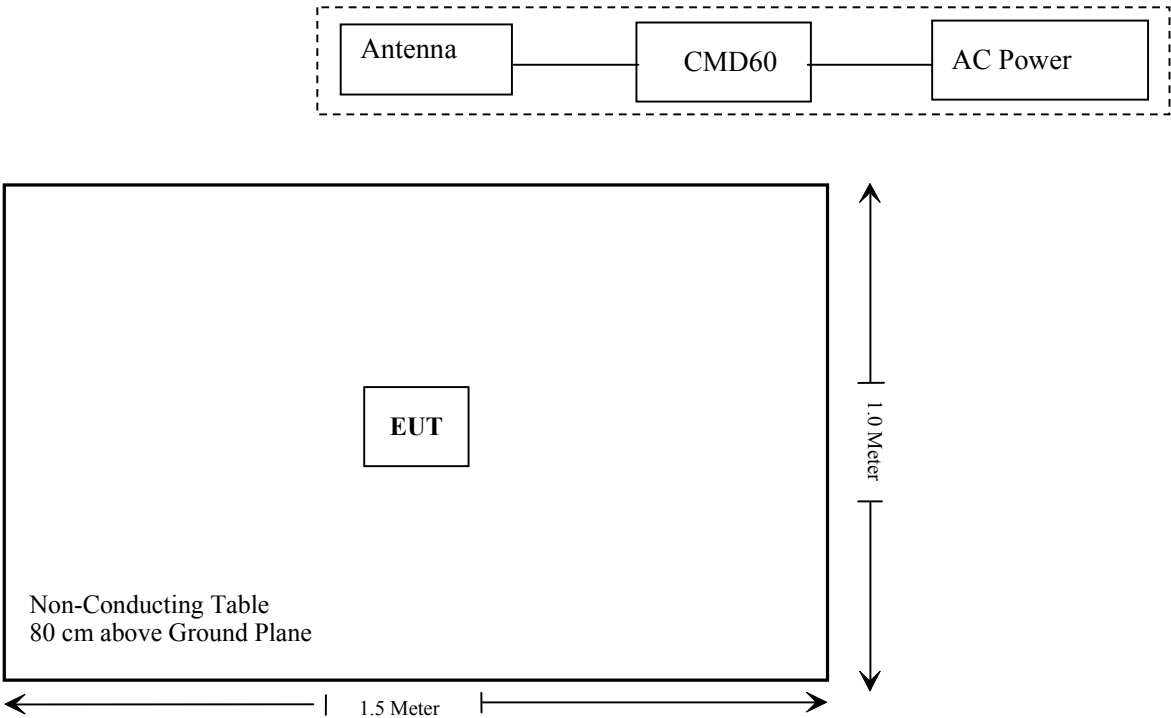 Antenna
CMD60
AC Power
EUT
1.0 Meter
Non-Conducting Table
80 cm above Ground Plane
1.5 Meter